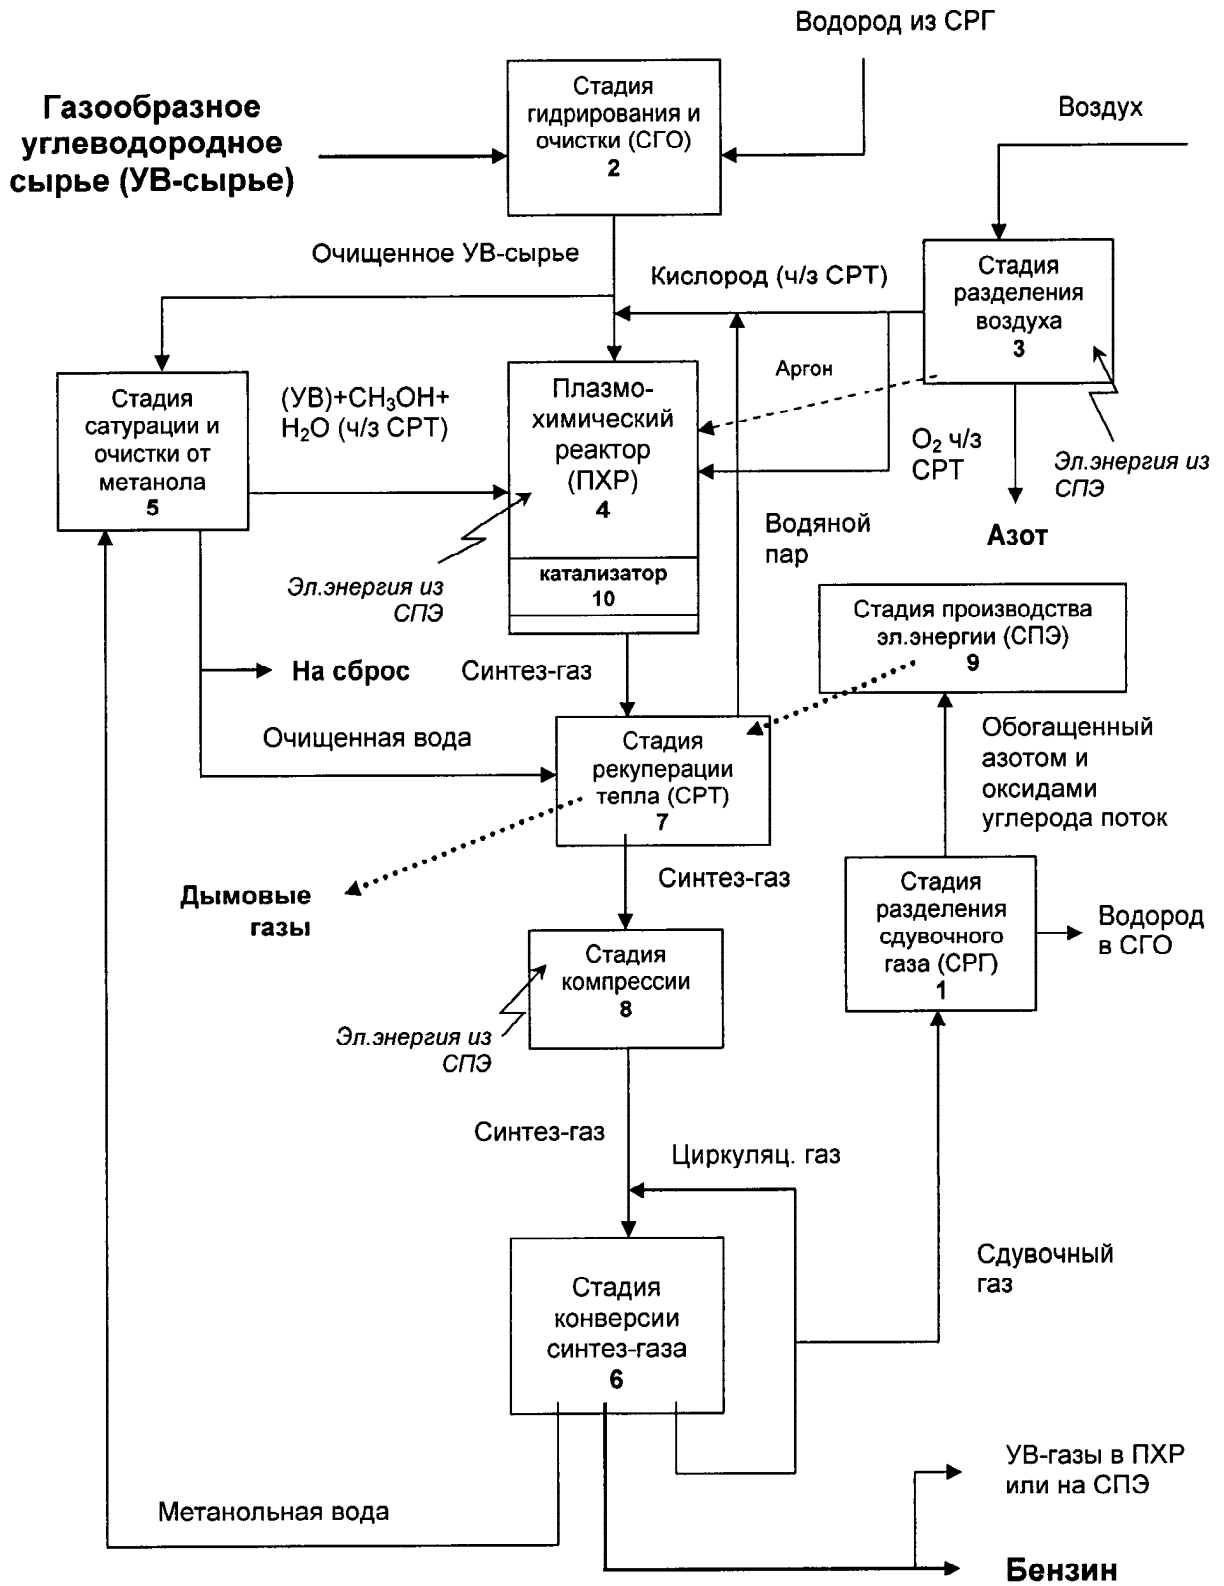 Водород из СРГ
Стадия
гидрирования и
очистки (СГО)
2
Газообразное
углеводородное
сырье (УВ-сырье)
Воздух
Очищенное УВ-сырье
Кислород (ч/з СРТ)
Стадия
разделения
воздуха
3
Аргон
Стадия
сатурации и
очистки от
метанола
5
(УВ)+CH₃OH+
H₂O (ч/з СРТ)
Плазмо-
химический
реактор
(ПХР)
4
O₂ ч/з
СРТ
Эл.энергия из
СПЭ
Азот
Водяной
пар
Эл.энергия из
СПЭ
катализатор
10
Стадия производства
эл.энергии (СПЭ)
9
На сброс
Синтез-газ
Очищенная вода
Стадия
рекуперации
тепла (СРТ)
7
Обогащенный
азотом и
оксидами
углерода поток
Синтез-газ
Дымовые
газы
Стадия
разделения
сдувочного
газа (СРГ)
1
Водород
в СГО
Стадия
компрессии
8
Эл.энергия из
СПЭ
Синтез-газ
Циркуляц. газ
Сдувочный
газ
Стадия
конверсии
синтез-газа
6
УВ-газы в ПХР
или на СПЭ
Метанольная вода
Бензин